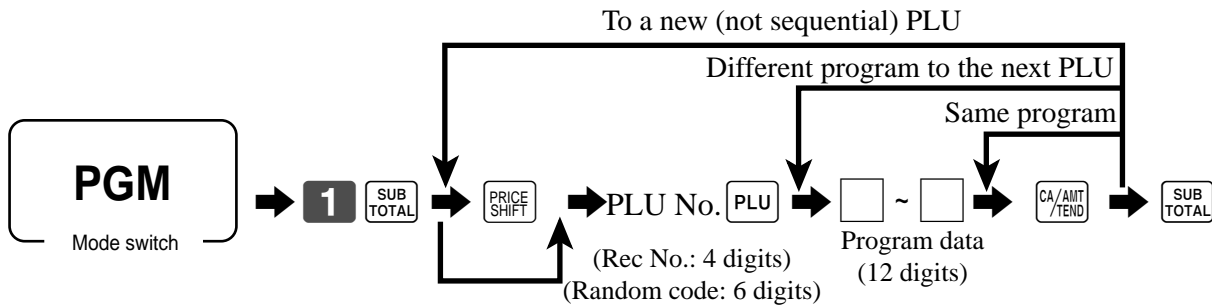 To a new (not sequential) PLU
Different program to the next PLU
Same program
PGM
Mode switch
1 SUB TOTAL PRICE SHIFT PLU No. PLU ~ CA/AMT TEND SUB TOTAL
(Rec No.: 4 digits)
(Random code: 6 digits)
Program data
(12 digits)